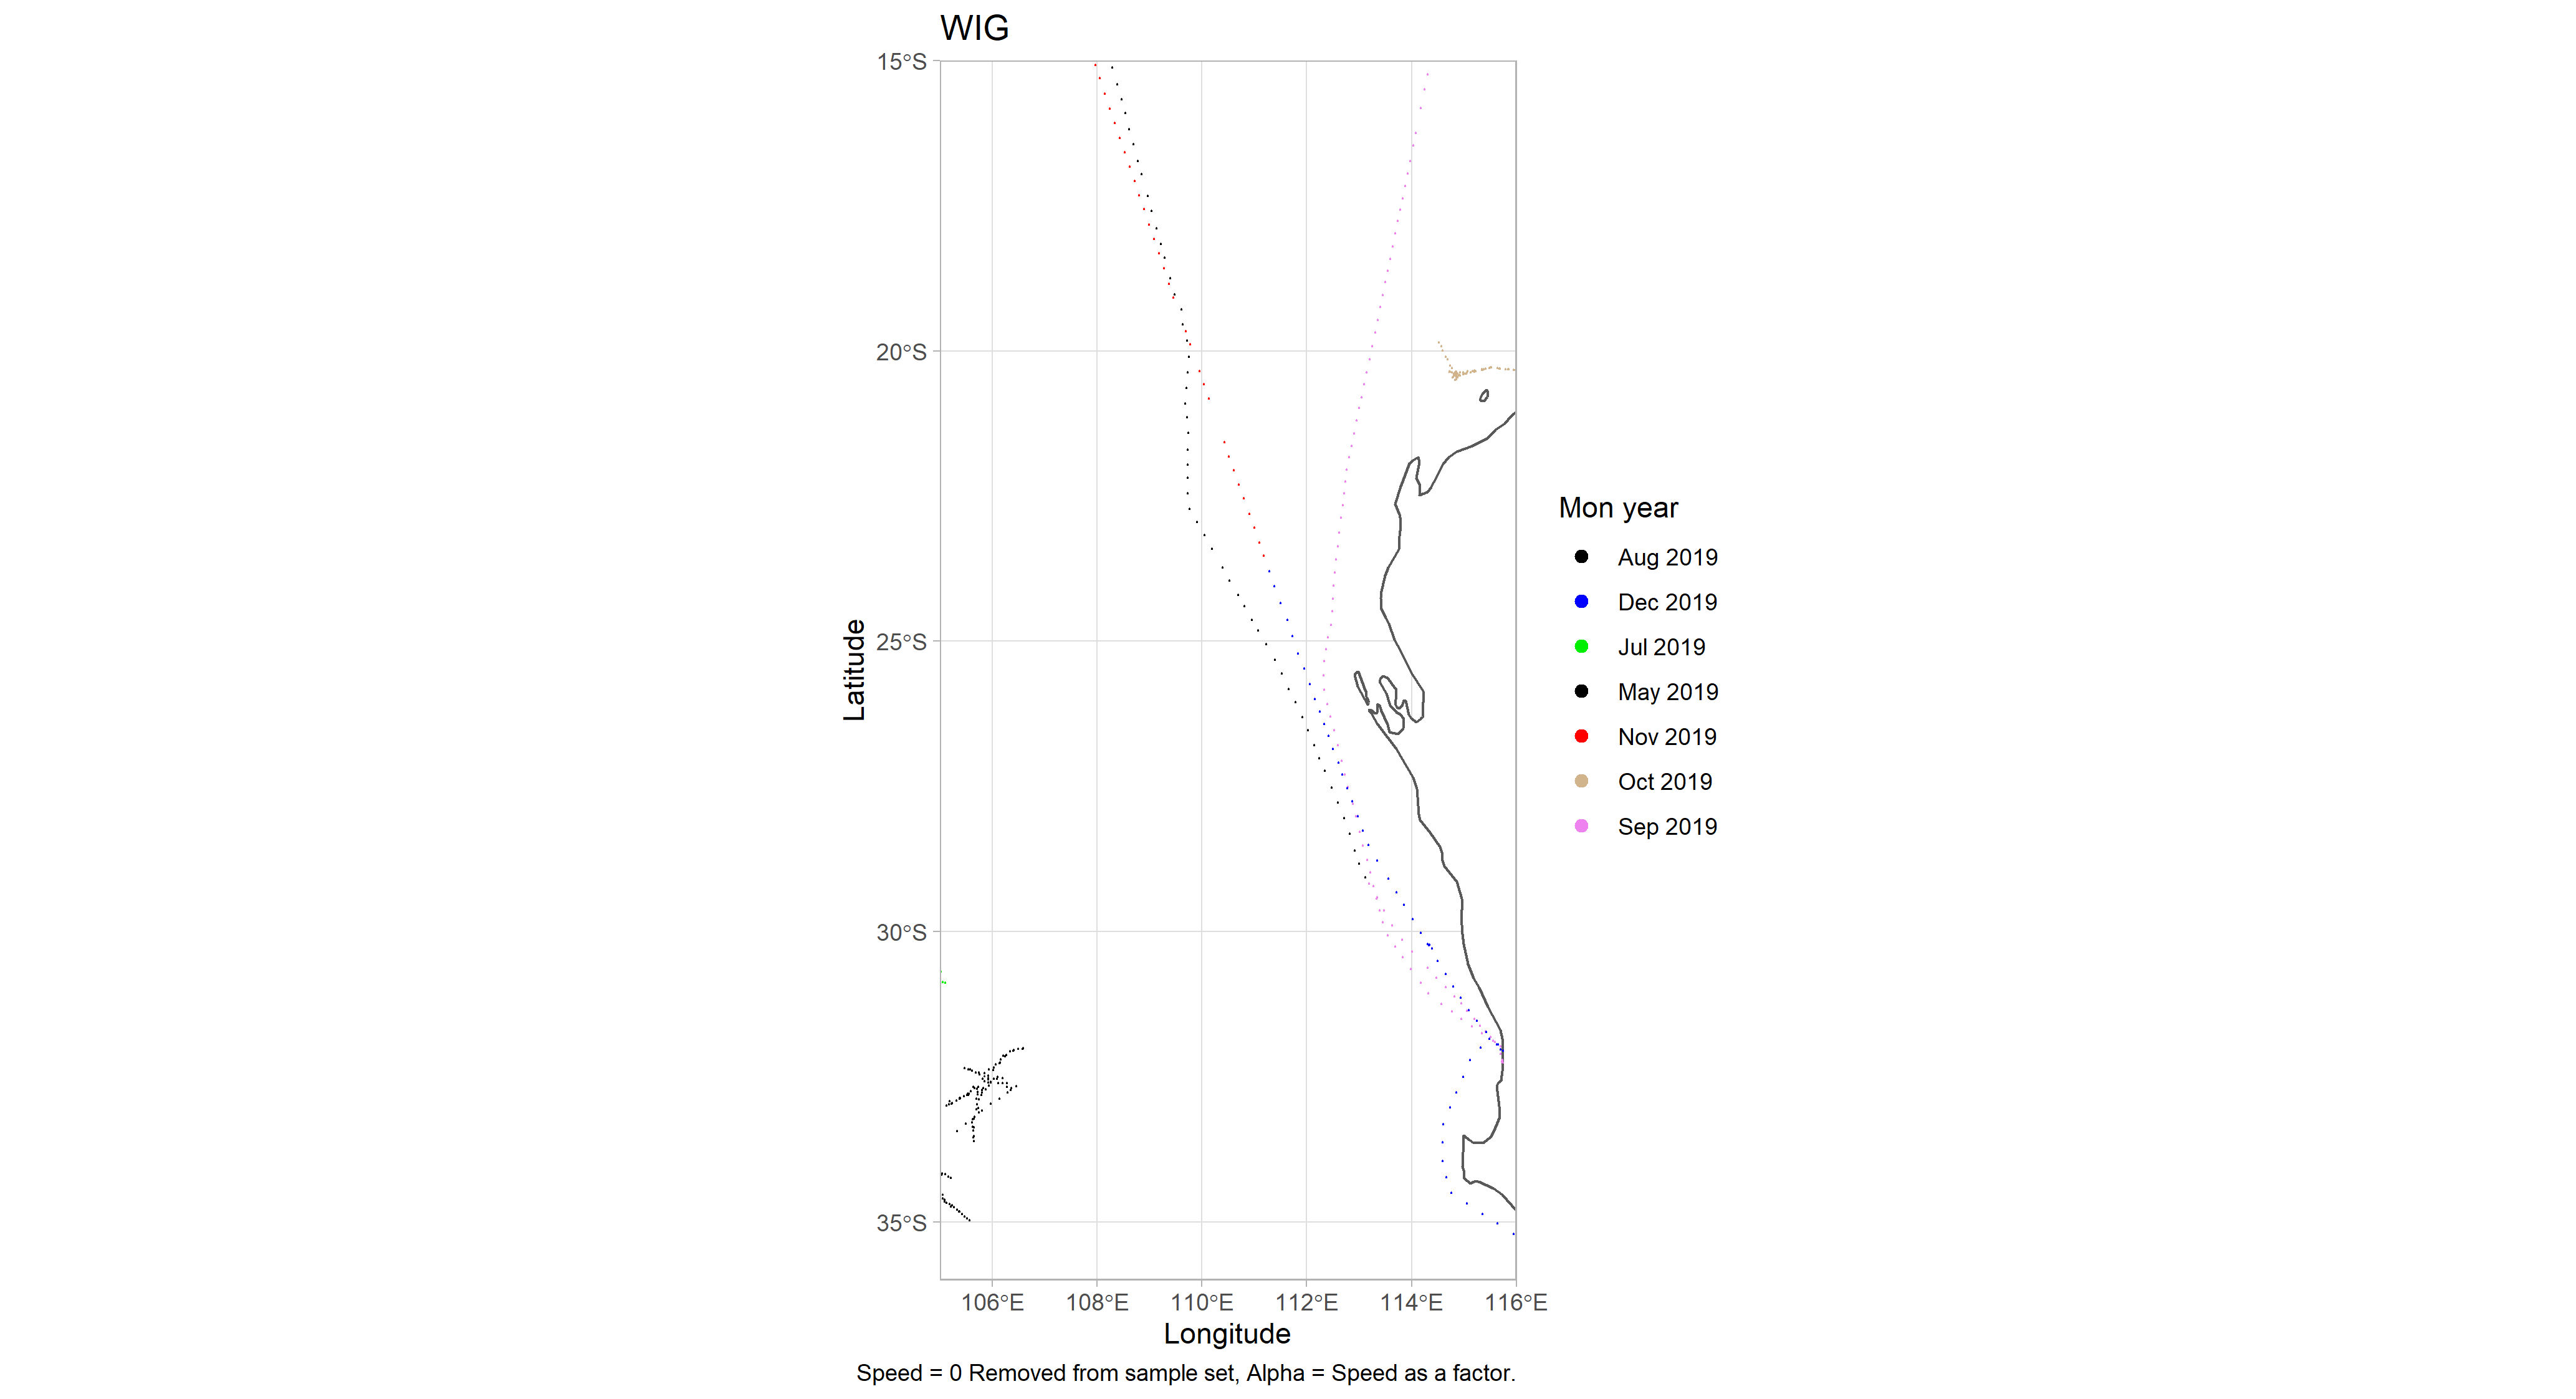 WIG
15°S
20°S
25°S
30°S
35°S
Latitude
106°E 108°E 110°E 112°E 114°E 116°E
Longitude
Speed = 0 Removed from sample set, Alpha = Speed as a factor.
Mon year
Aug 2019
Dec 2019
Jul 2019
May 2019
Nov 2019
Oct 2019
Sep 2019